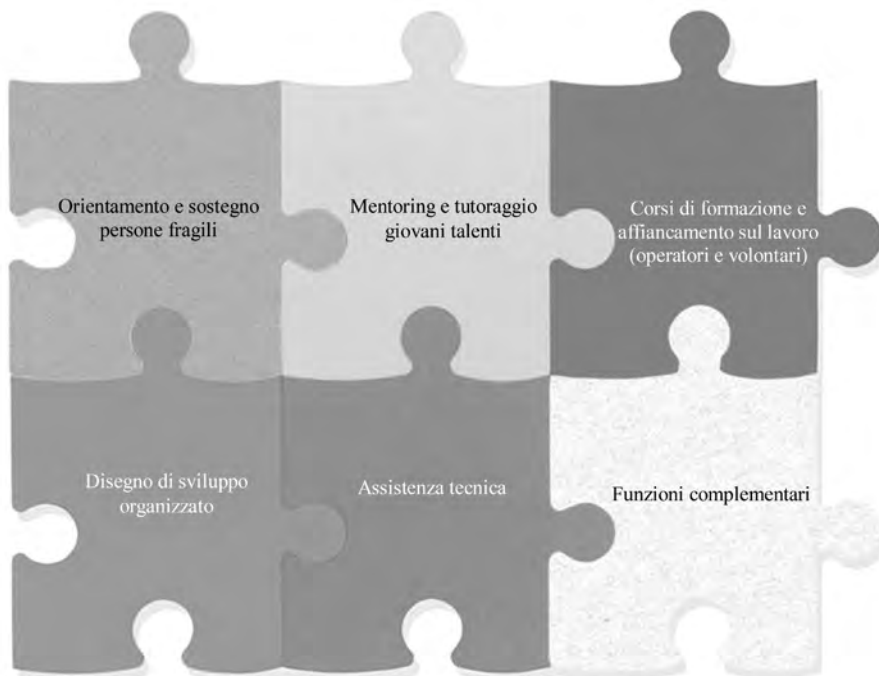 Orientamento e sostegno
persone fragili
Mentoring e tutoraggio
giovani talenti
Corsi di formazione e
affiancamento sul lavoro
(operatori e volontari)
Disegno di sviluppo
organizzato
Assistenza tecnica
Funzioni complementari